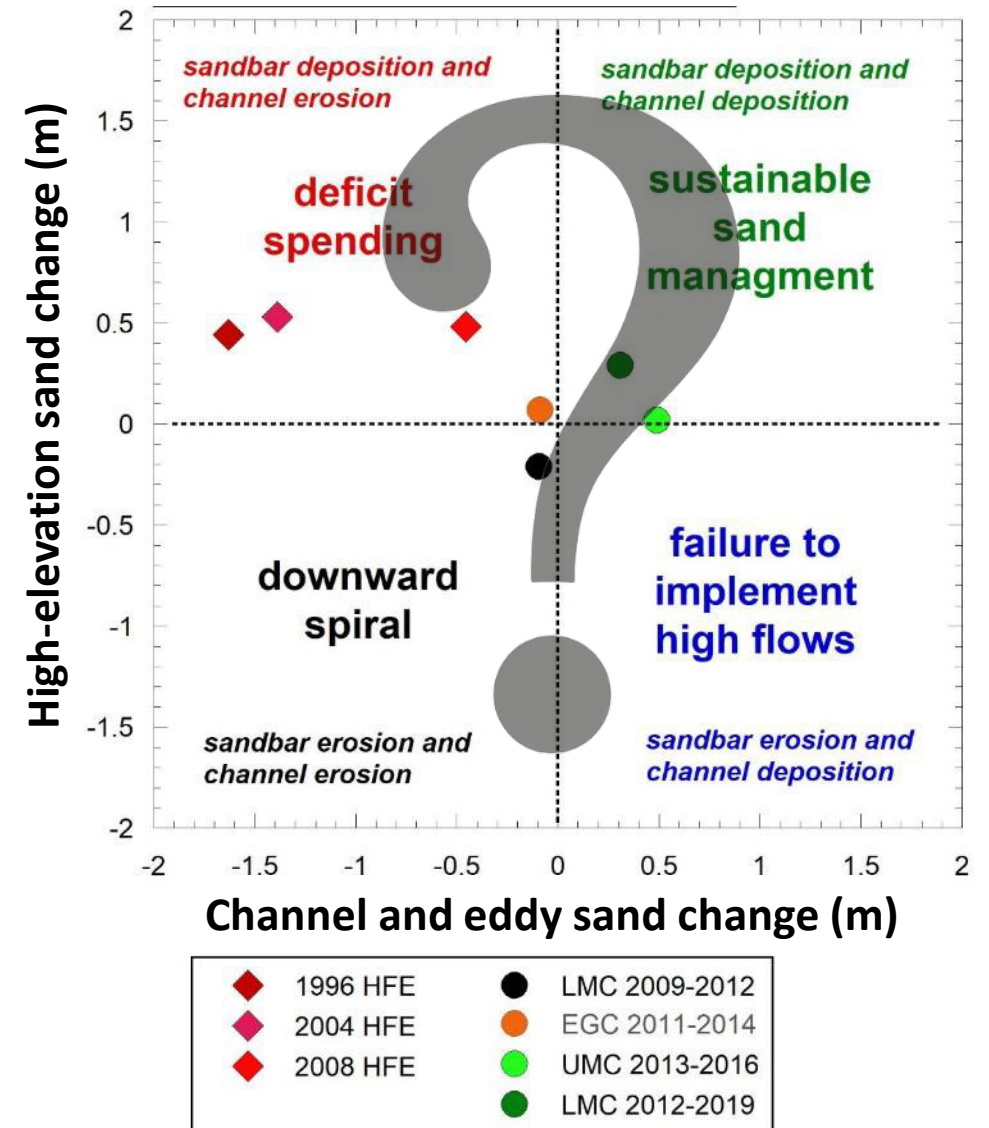 High-elevation sand change (m)
2
1.5
1
0.5
0
-0.5
-1
-1.5
-2
sandbar deposition and
channel erosion
sandbar deposition and
channel deposition
deficit
spending
sustainable
sand
managment
downward
spiral
failure to
implement
high flows
sandbar erosion and
channel erosion
sandbar erosion and
channel deposition
?
-2 -1.5 -1 -0.5 0 0.5 1 1.5 2
Channel and eddy sand change (m)
1996 HFE
2004 HFE
2008 HFE
LMC 2009-2012
EGC 2011-2014
UMC 2013-2016
LMC 2012-2019